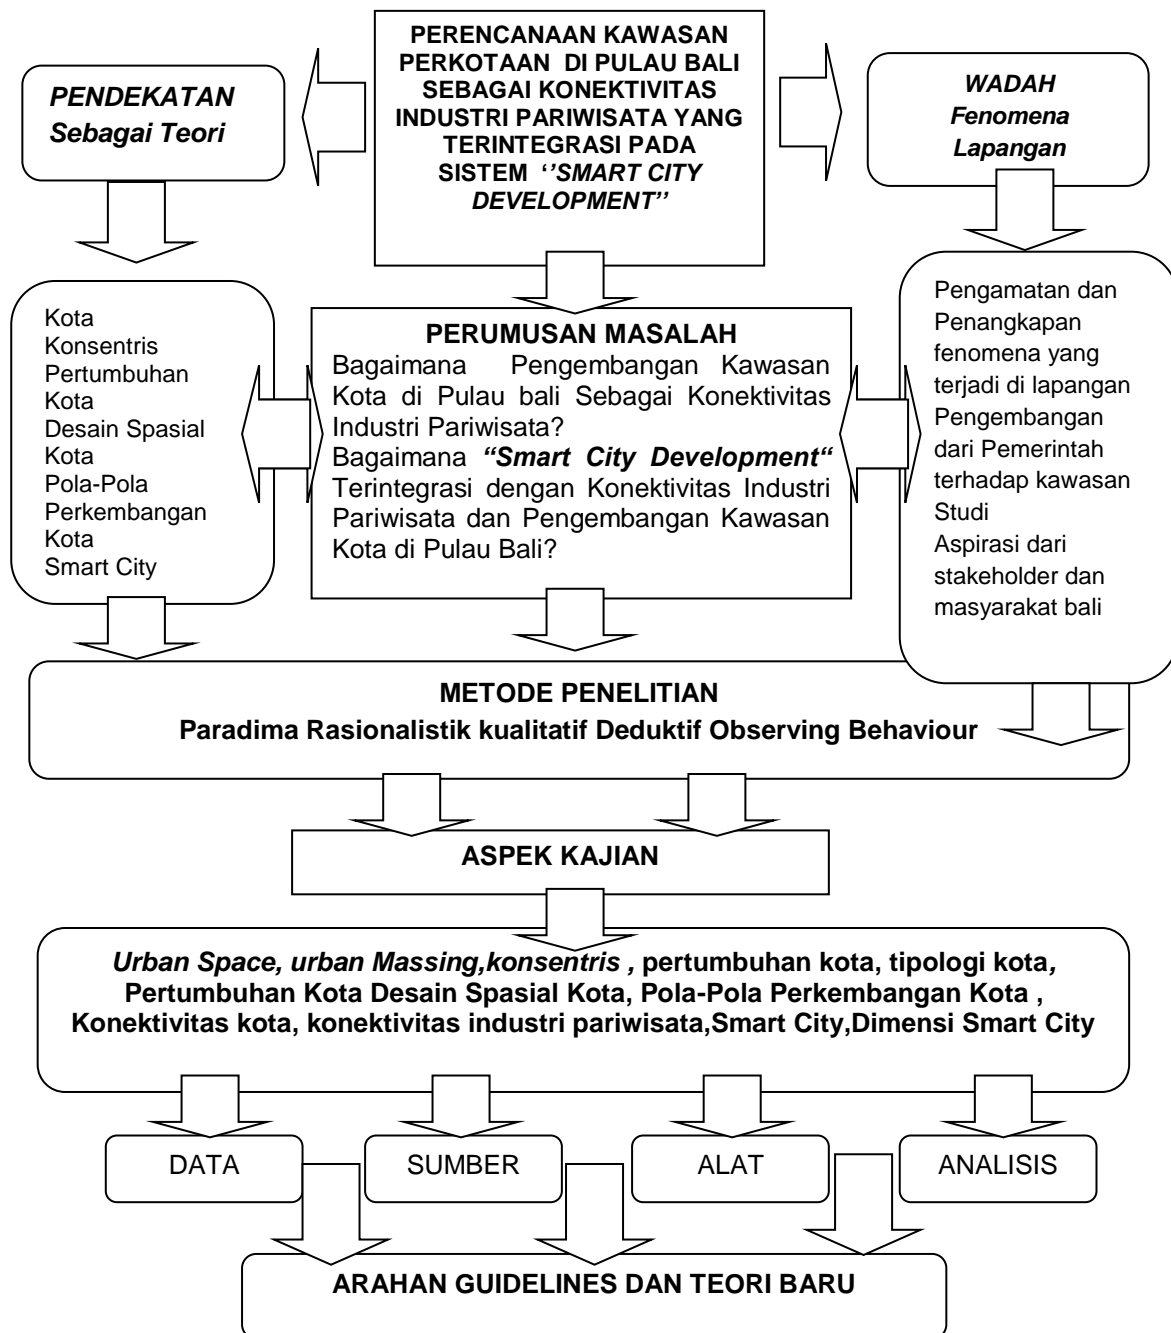 PERENCANAAN KAWASAN
PERKOTAAN DI PULAU BALI
SEBAGAI KONEKTIVITAS
INDUSTRI PARIWISATA YANG
TERINTEGRASI PADA
SISTEM ‘’SMART CITY
DEVELOPMENT’’
PENDEKATAN
Sebagai Teori
WADAH
Fenomena
Lapangan
Kota
Konsentris
Pertumbuhan
Kota
Desain Spasial
Kota
Pola-Pola
Perkembangan
Kota
Smart City
PERUMUSAN MASALAH
Bagaimana Pengembangan Kawasan
Kota di Pulau bali Sebagai Konektivitas
Industri Pariwisata?
Bagaimana “Smart City Development“
Terintegrasi dengan Konektivitas Industri
Pariwisata dan Pengembangan Kawasan
Kota di Pulau Bali?
Pengamatan dan
Penangkapan
fenomena yang
terjadi di lapangan
Pengembangan
dari Pemerintah
terhadap kawasan
Studi
Aspirasi dari
stakeholder dan
masyarakat bali
METODE PENELITIAN
Paradima Rasionalistik kualitatif Deduktif Observing Behaviour
ASPEK KAJIAN
Urban Space, urban Massing,konsentris , pertumbuhan kota, tipologi kota,
Pertumbuhan Kota Desain Spasial Kota, Pola-Pola Perkembangan Kota ,
Konektivitas kota, konektivitas industri pariwisata,Smart City,Dimensi Smart City
DATA
SUMBER
ALAT
ANALISIS
ARAHAN GUIDELINES DAN TEORI BARU